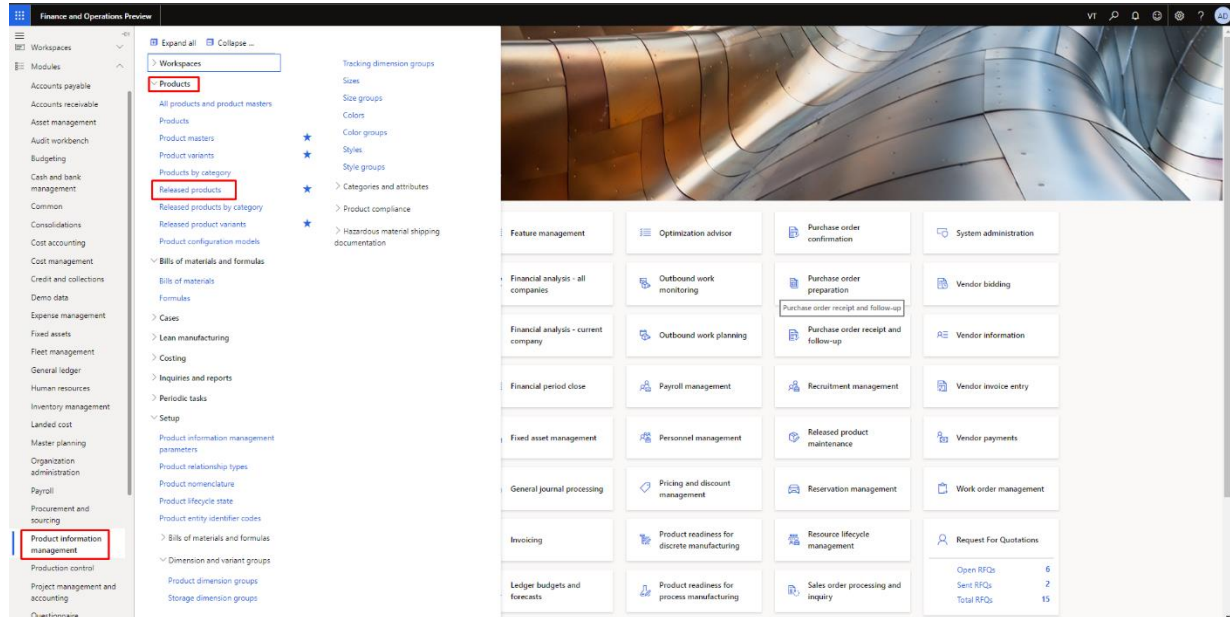 Finance and Operations Preview
VT
?
AD
Workspaces
Modules
Accounts payable
Accounts receivable
Asset management
Audit workbench
Budgeting
Cash and bank
management
Common
Consolidations
Cost accounting
Cost management
Credit and collections
Demo data
Expense management
Fixed assets
Fleet management
General ledger
Human resources
Inventory management
Landed cost
Master planning
Organization
administration
Payroll
Procurement and
sourcing
Product information
management
Production control
Project management and
accounting
Questionnaire
Expand all
Collapse ...
Workspaces
Products
All products and product masters
Products
Product masters
Product variants
Products by category
Released products
Released products by category
Released product variants
Product configuration models
Bills of materials and formulas
Bills of materials
Formulas
Cases
Lean manufacturing
Costing
Inquiries and reports
Periodic tasks
Setup
Product information management
parameters
Product relationship types
Product nomenclature
Product lifecycle state
Product entity identifier codes
Bills of materials and formulas
Dimension and variant groups
Product dimension groups
Storage dimension groups
Tracking dimension groups
Sizes
Size groups
Colors
Color groups
Styles
Style groups
Categories and attributes
Product compliance
Hazardous material shipping
documentation
Feature management
Optimization advisor
Purchase order
confirmation
System administration
Financial analysis - all
companies
Outbound work
monitoring
Purchase order
preparation
Vendor bidding
Purchase order receipt and follow-up
Financial analysis - current
company
Outbound work planning
Purchase order receipt and
follow-up
Vendor information
Financial period close
Payroll management
Recruitment management
Vendor invoice entry
Fixed asset management
Personnel management
Released product
maintenance
Vendor payments
General journal processing
Pricing and discount
management
Reservation management
Work order management
Invoicing
Product readiness for
discrete manufacturing
Resource lifecycle
management
Request For Quotations
Open RFQs 6
Sent RFQs 2
Total RFQs 15
Ledger budgets and
forecasts
Product readiness for
process manufacturing
Sales order processing and
inquiry